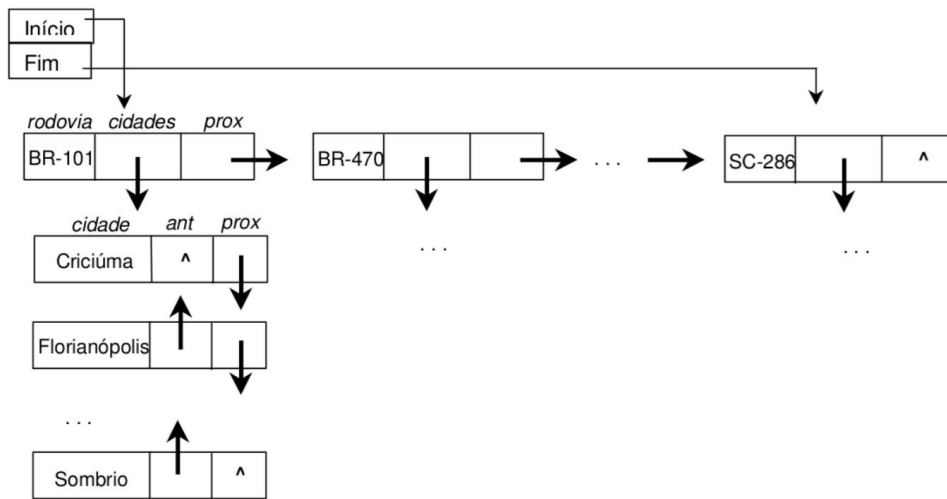 Início
Fim
rodovia cidades prox
BR-101 BR-470 . . . SC-286 ^
cidade ant prox
Criciúma ^
. . . . . .
Florianópolis
. . .
Sombrio ^